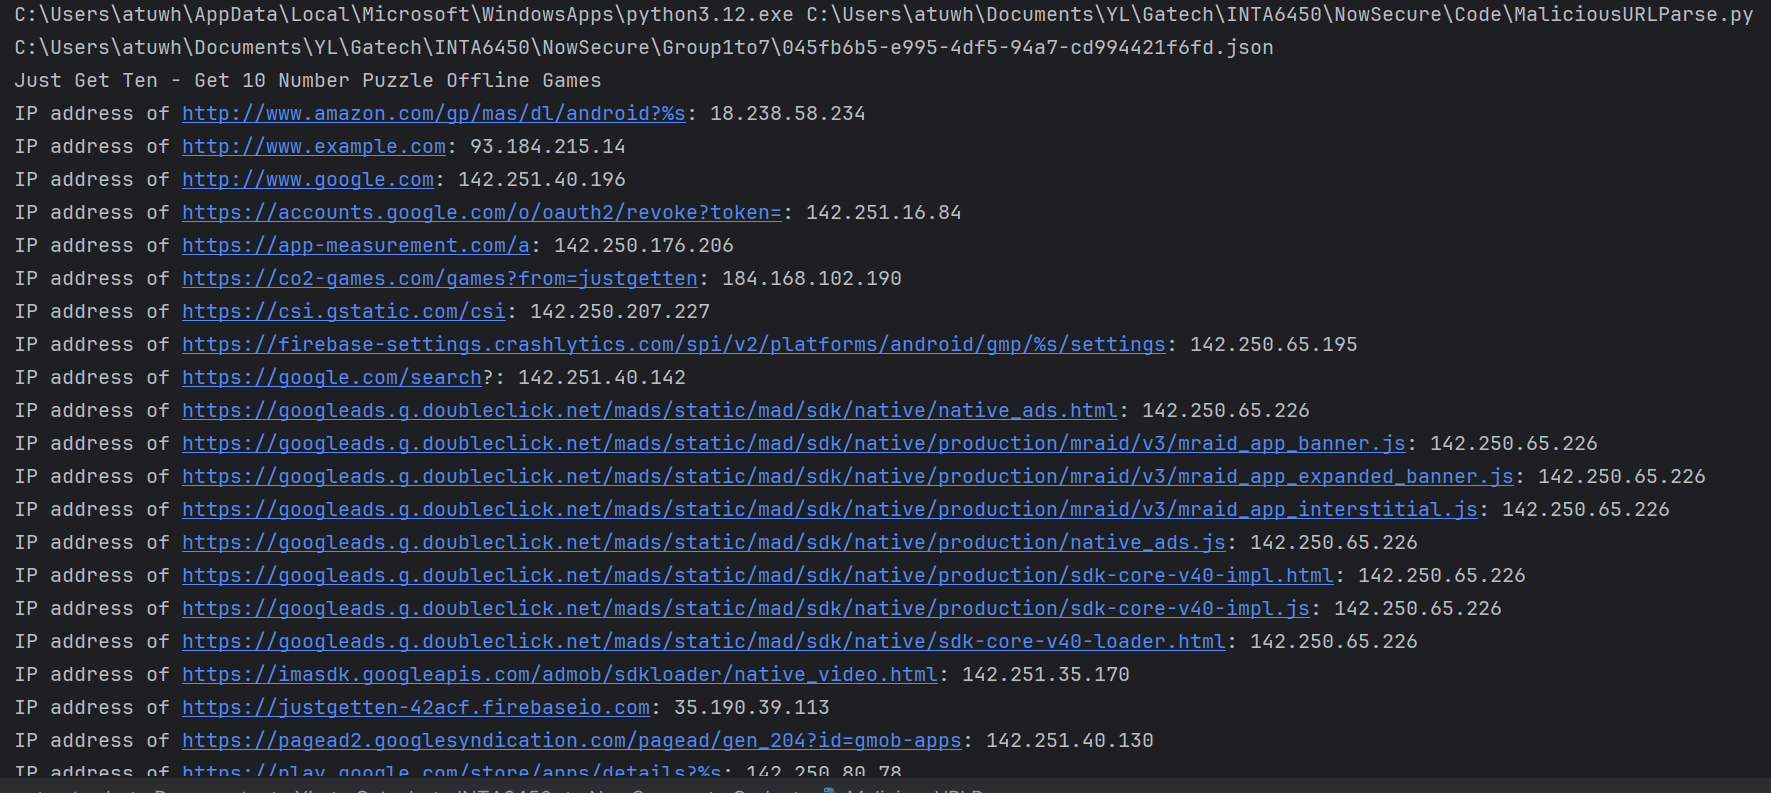 C:\Users\atuwh\AppData\Local\Microsoft\WindowsApps\python3.12.exe C:\Users\atuwh\Documents\YL\Gatech\INTA6450\NowSecure\Code\MaliciousURLParse.py
C:\Users\atuwh\Documents\YL\Gatech\INTA6450\NowSecure\Group1to7\045fb6b5-e995-4df5-94a7-cd994421f6fd.json
Just Get Ten - Get 10 Number Puzzle Offline Games
IP address of http://www.amazon.com/gp/mas/dl/android?%s: 18.238.58.234
IP address of http://www.example.com: 93.184.215.14
IP address of http://www.google.com: 142.251.40.196
IP address of https://accounts.google.com/o/oauth2/revoke?token=: 142.251.16.84
IP address of https://app-measurement.com/a: 142.250.176.206
IP address of https://co2-games.com/games?from=justgetten: 184.168.102.190
IP address of https://csi.gstatic.com/csi: 142.250.207.227
IP address of https://firebase-settings.crashlytics.com/spi/v2/platforms/android/gmp/%s/settings: 142.250.65.195
IP address of https://google.com/search?: 142.251.40.142
IP address of https://googleads.g.doubleclick.net/mads/static/mad/sdk/native/native_ads.html: 142.250.65.226
IP address of https://googleads.g.doubleclick.net/mads/static/mad/sdk/native/production/mraid/v3/mraid_app_banner.js: 142.250.65.226
IP address of https://googleads.g.doubleclick.net/mads/static/mad/sdk/native/production/mraid/v3/mraid_app_expanded_banner.js: 142.250.65.226
IP address of https://googleads.g.doubleclick.net/mads/static/mad/sdk/native/production/mraid/v3/mraid_app_interstitial.js: 142.250.65.226
IP address of https://googleads.g.doubleclick.net/mads/static/mad/sdk/native/production/native_ads.js: 142.250.65.226
IP address of https://googleads.g.doubleclick.net/mads/static/mad/sdk/native/production/sdk-core-v40-impl.html: 142.250.65.226
IP address of https://googleads.g.doubleclick.net/mads/static/mad/sdk/native/production/sdk-core-v40-impl.js: 142.250.65.226
IP address of https://googleads.g.doubleclick.net/mads/static/mad/sdk/native/sdk-core-v40-loader.html: 142.250.65.226
IP address of https://imasdk.googleapis.com/admob/sdkloader/native_video.html: 142.251.35.170
IP address of https://justgetten-42acf.firebaseio.com: 35.190.39.113
IP address of https://pagead2.googlesyndication.com/pagead/gen_204?id=gmob-apps: 142.251.40.130
IP address of https://play.google.com/store/apps/details?%s: 142.250.80.78